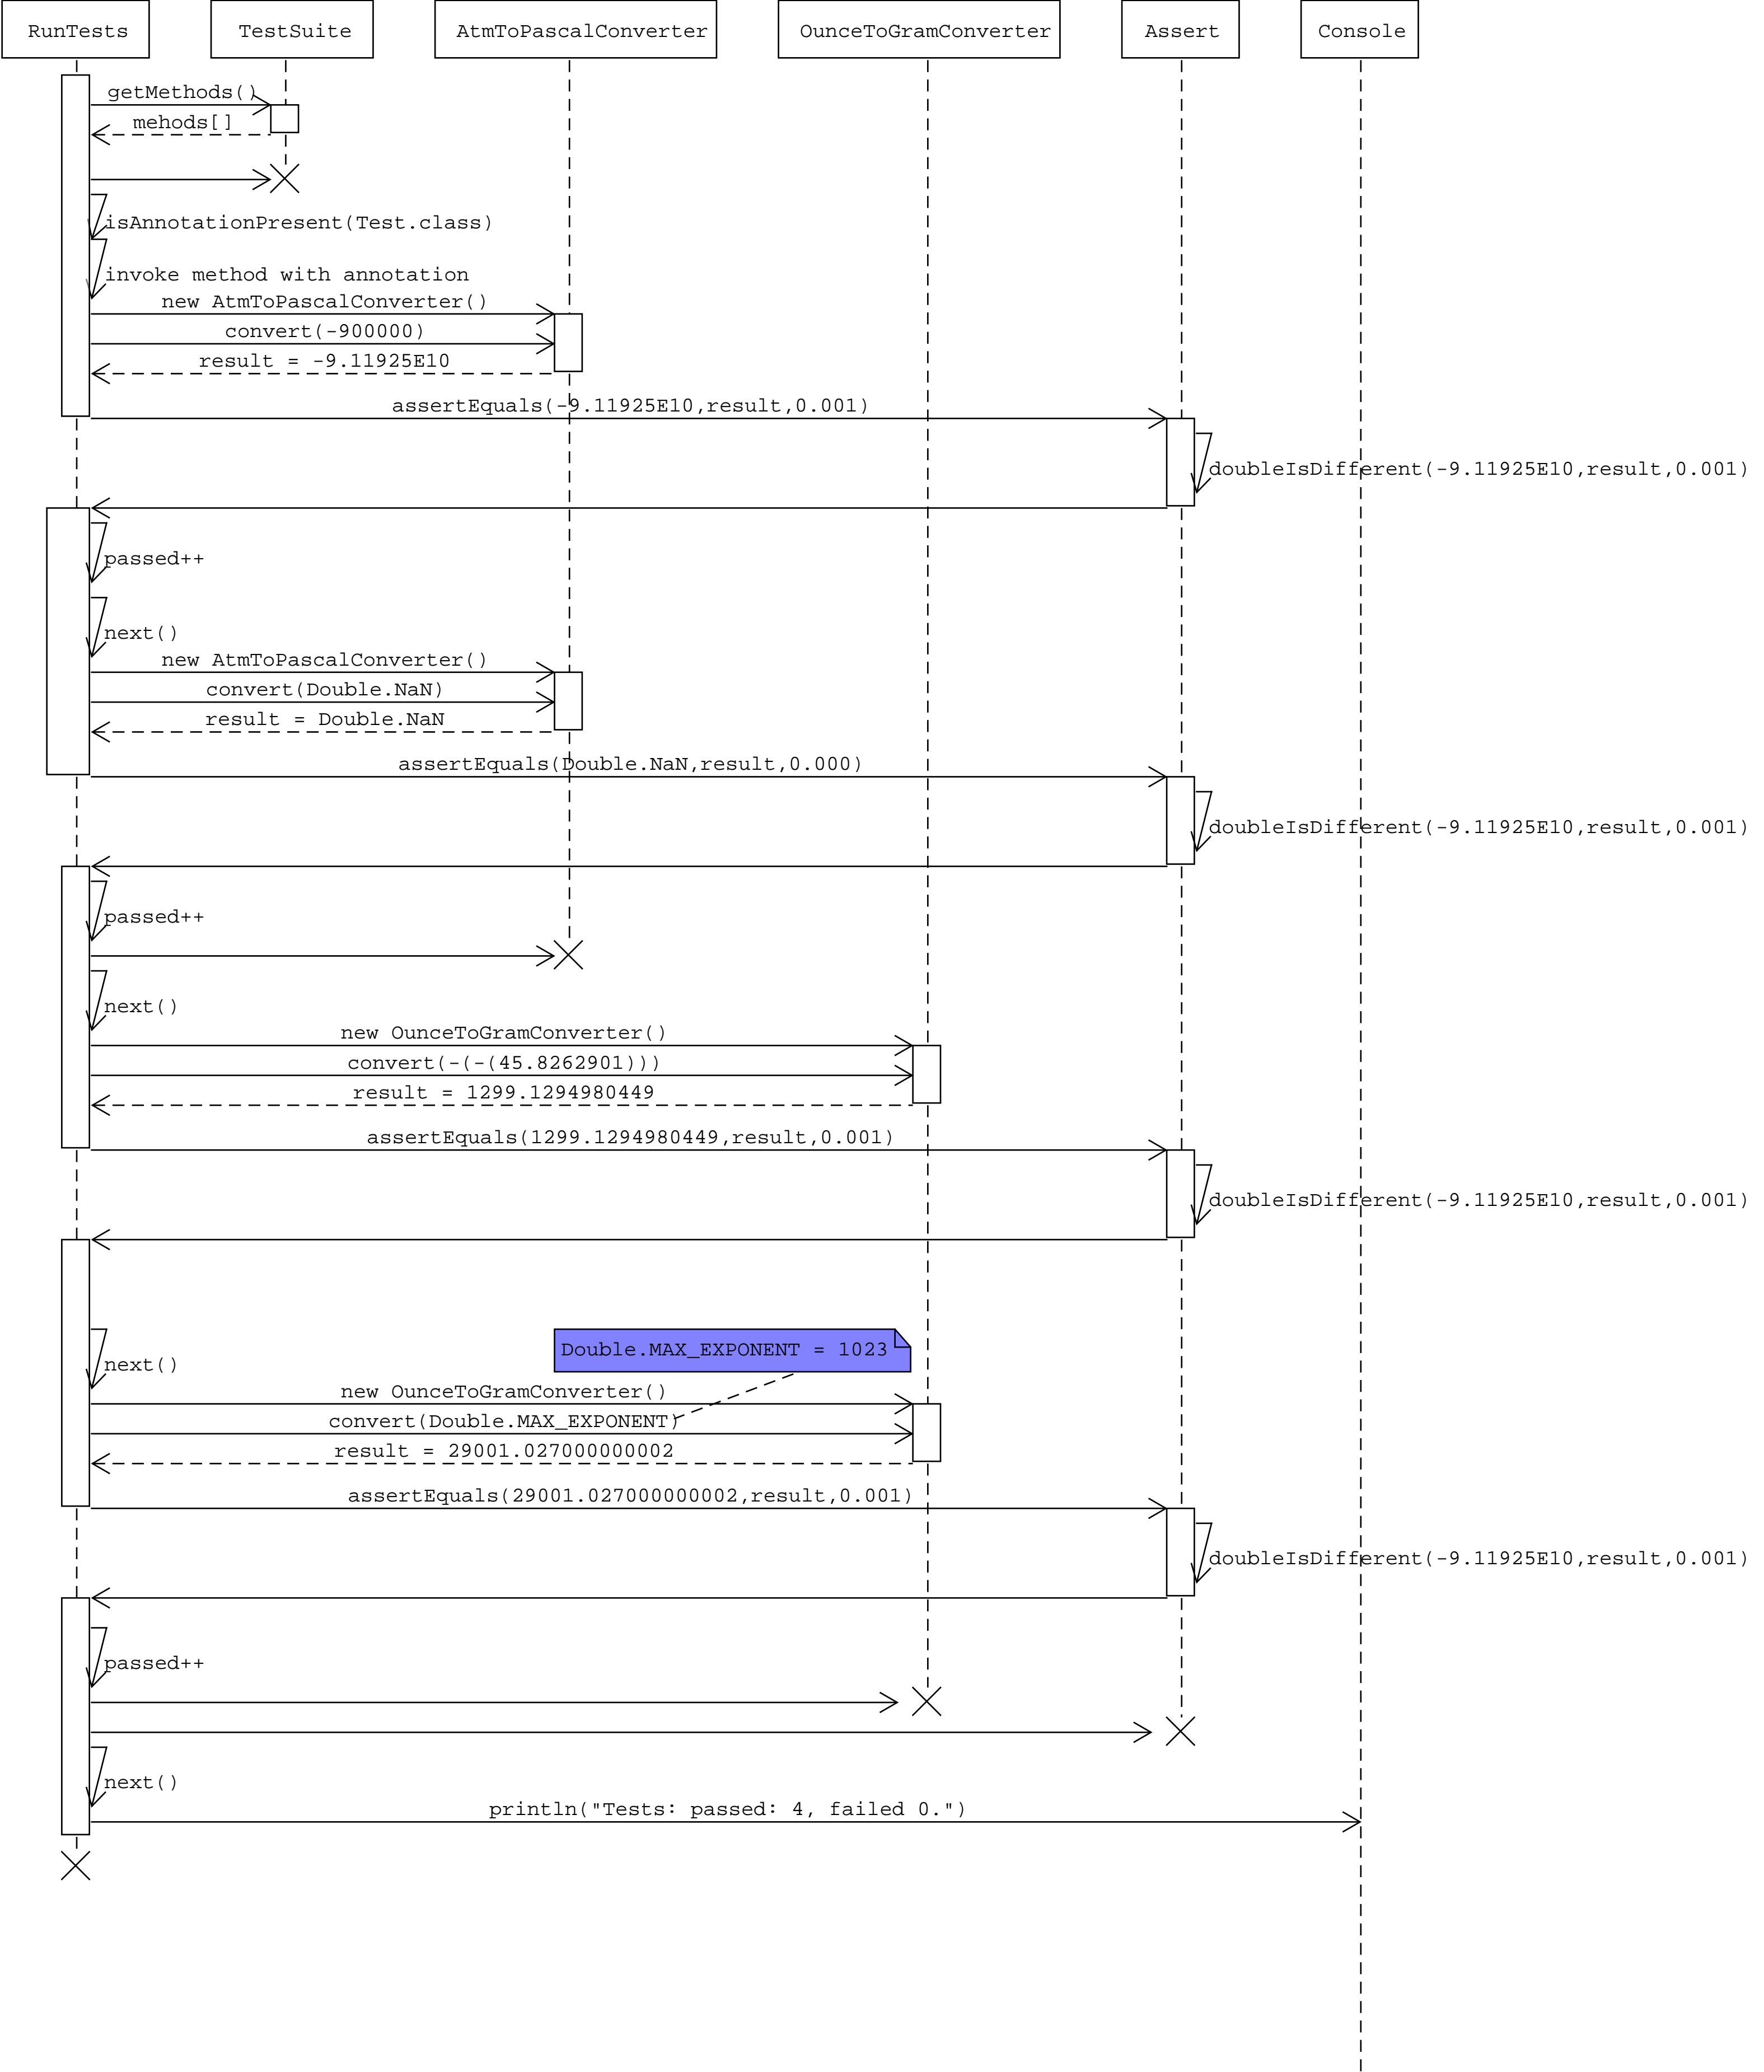 RunTests
TestSuite
AtmToPascalConverter
OunceToGramConverter
Assert
Console
getMethods()
mehods[]
isAnnotationPresent(Test.class)
invoke method with annotation
new AtmToPascalConverter()
convert(-900000)
result = -9.11925E10
assertEquals(-9.11925E10,result,0.001)
doubleIsDifferent(-9.11925E10,result,0.001)
passed++
next()
new AtmToPascalConverter()
convert(Double.NaN)
result = Double.NaN
assertEquals(Double.NaN,result,0.000)
doubleIsDifferent(-9.11925E10,result,0.001)
passed++
next()
new OunceToGramConverter()
convert(-(-(45.8262901)))
result = 1299.1294980449
assertEquals(1299.1294980449,result,0.001)
doubleIsDifferent(-9.11925E10,result,0.001)
Double.MAX_EXPONENT = 1023
next()
new OunceToGramConverter()
convert(Double.MAX_EXPONENT)
result = 29001.027000000002
assertEquals(29001.027000000002,result,0.001)
doubleIsDifferent(-9.11925E10,result,0.001)
passed++
next()
println("Tests: passed: 4, failed 0.")